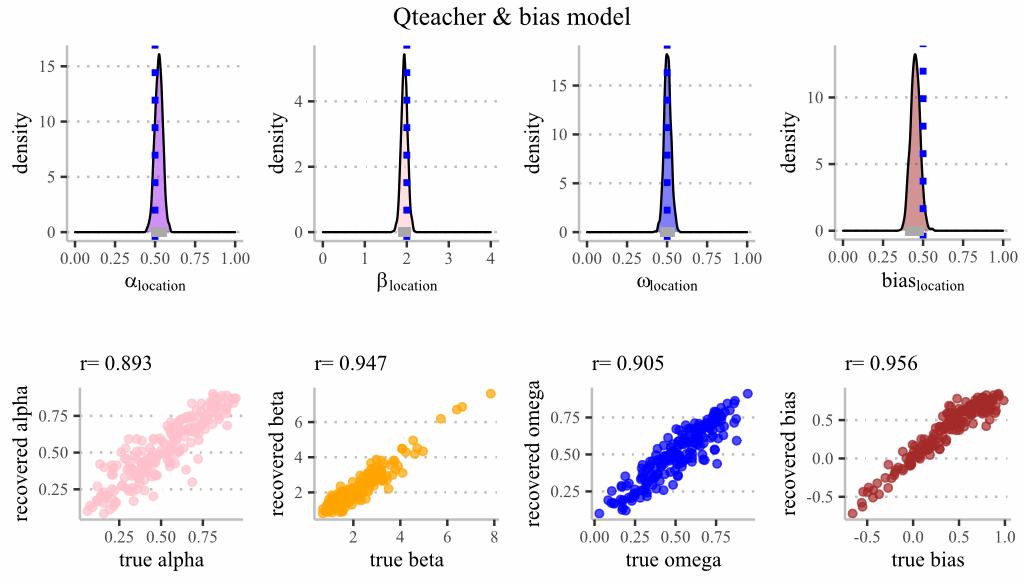 Qteacher & bias model
density
15
10
5
0
0.00 0.25 0.50 0.75 1.00
αlocation
density
4
2
0
0 1 2 3 4
βlocation
density
15
10
5
0
0.00 0.25 0.50 0.75 1.00
ωlocation
density
10
5
0
0.00 0.25 0.50 0.75 1.00
biaslocation
r= 0.893
recovered alpha
0.75
0.50
0.25
0.25 0.50 0.75
true alpha
r= 0.947
recovered beta
6
4
2
2 4 6 8
true beta
r= 0.905
recovered omega
0.75
0.50
0.25
0.00 0.25 0.50 0.75
true omega
r= 0.956
recovered bias
0.5
0.0
-0.5
-0.5 0.0 0.5 1.0
true bias